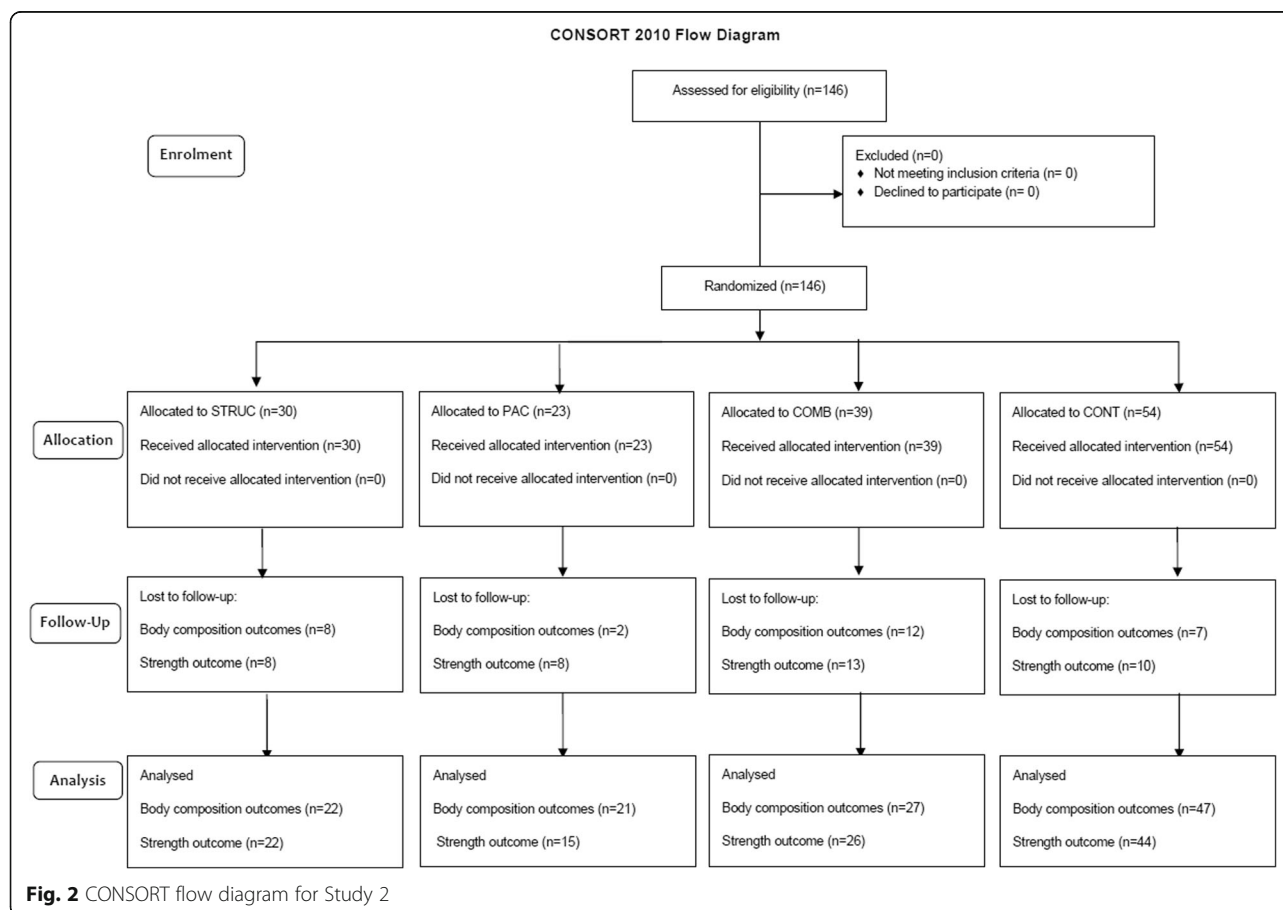 CONSORT 2010 Flow Diagram
Assessed for eligibility (n=146)
Enrolment
Excluded (n=0)
♦ Not meeting inclusion criteria (n= 0)
♦ Declined to participate (n= 0)
Randomized (n=146)
Allocation
Allocated to STRUC (n=30)
Received allocated intervention (n=30)
Did not receive allocated intervention (n=0)
Allocated to PAC (n=23)
Received allocated intervention (n=23)
Did not receive allocated intervention (n=0)
Allocated to COMB (n=39)
Received allocated intervention (n=39)
Did not receive allocated intervention (n=0)
Allocated to CONT (n=54)
Received allocated intervention (n=54)
Did not receive allocated intervention (n=0)
Follow-Up
Lost to follow-up:
Body composition outcomes (n=8)
Strength outcome (n=8)
Lost to follow-up:
Body composition outcomes (n=2)
Strength outcome (n=8)
Lost to follow-up:
Body composition outcomes (n=12)
Strength outcome (n=13)
Lost to follow-up:
Body composition outcomes (n=7)
Strength outcome (n=10)
Analysis
Analysed
Body composition outcomes (n=22)
Strength outcome (n=22)
Analysed
Body composition outcomes (n=21)
Strength outcome (n=15)
Analysed
Body composition outcomes (n=27)
Strength outcome (n=26)
Analysed
Body composition outcomes (n=47)
Strength outcome (n=44)
Fig. 2 CONSORT flow diagram for Study 2